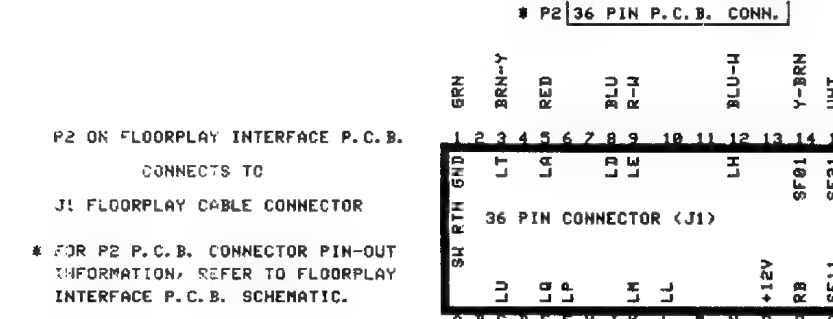 * P2 36 PIN P.C.B. CONN.
GRN BRN-Y RED BLU R-W BLU-W Y-BRN
1 2 3 4 5 6 7 8 9 10 11 12 13 14
SW RTN GND LT LA LD LE LH SF01
P2 ON FLOORPLAY INTERFACE P.C.B.
CONNECTS TO
J1 FLOORPLAY CABLE CONNECTOR
36 PIN CONNECTOR (J1)
* FOR P2 P.C.B. CONNECTOR PIN-OUT
INFORMATION, REFER TO FLOORPLAY
INTERFACE P.C.B. SCHEMATIC.
LU LQ LP LM LL +12V RB